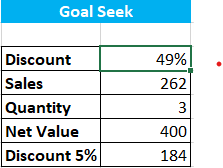 Goal Seek
Discount 49%
Sales 262
Quantity 3
Net Value 400
Discount 5% 184